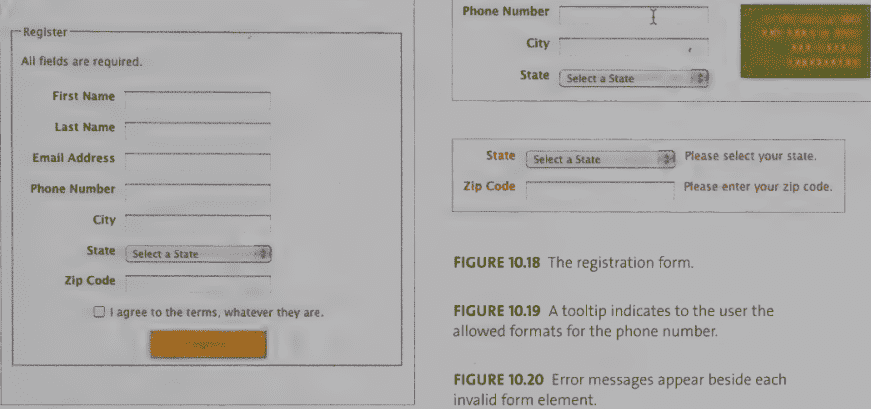 Register
All fields are required.
First Name
Last Name
Email Address
Phone Number
City
State Select a State
Zip Code
I agree to the terms, whatever they are.
Register
Phone Number
City
State Select a State
State Select a State Please select your state.
Zip Code Please enter your zip code.
FIGURE 10.18 The registration form.
FIGURE 10.19 A tooltip indicates to the user the
allowed formats for the phone number.
FIGURE 10.20 Error messages appear beside each
invalid form element.